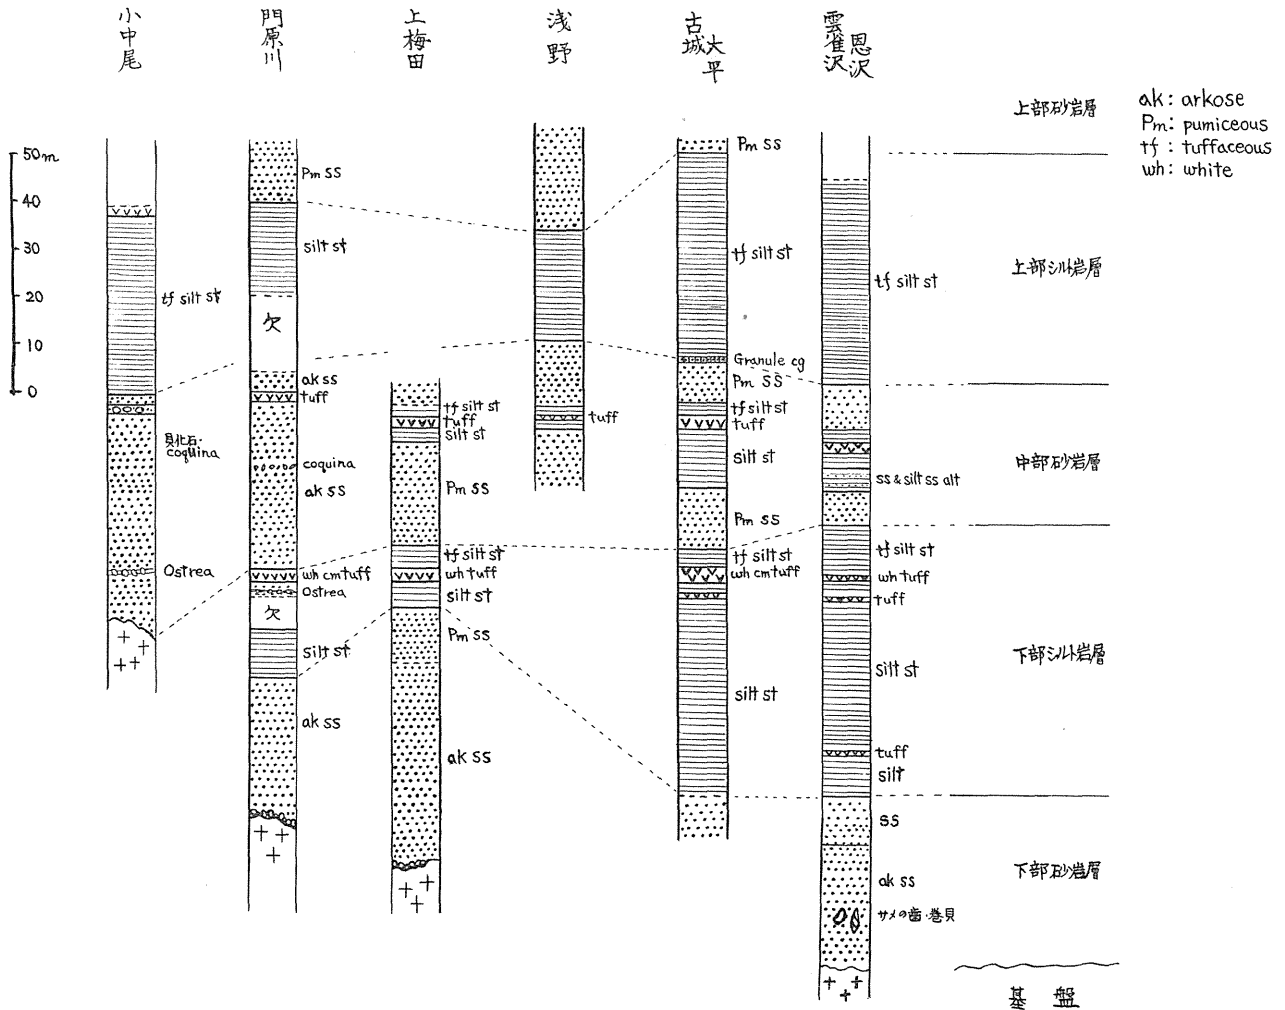 小中尾
門原川
上梅田
浅野
古城
大平
雲雀沢
恩沢
ak: arkose
Pm: pumiceous
tf: tuffaceous
wh: white
50m
40
30
20
10
0
tf silt st
貝化石・
coquina
Ostrea
Pm ss
silt st
欠
ak ss
tuff
coquina
ak ss
wh cm tuff
Ostrea
欠
silt st
ak ss
tf silt st
tuff
silt st
Pm ss
tf silt st
wh tuff
silt st
Pm ss
ak ss
tuff
Pm ss
tf silt st
Granule cg
Pm ss
tf silt st
tuff
silt st
Pm ss
tf silt st
wh cm tuff
silt st
tf silt st
ss & silt ss alt
tf silt st
wh tuff
tuff
silt st
tuff
silt
ss
ak ss
サメの歯・巻貝
上部砂岩層
上部シルト岩層
中部砂岩層
下部シルト岩層
下部砂岩層
基盤